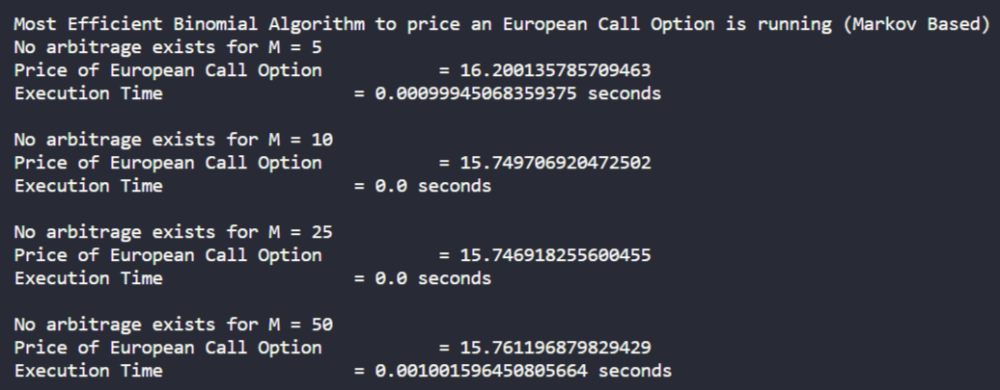 Most Efficient Binomial Algorithm to price an European Call Option is running (Markov Based)
No arbitrage exists for M = 5
Price of European Call Option = 16.200135785709463
Execution Time = 0.00099945068359375 seconds
No arbitrage exists for M = 10
Price of European Call Option = 15.749706920472502
Execution Time = 0.0 seconds
No arbitrage exists for M = 25
Price of European Call Option = 15.746918255600455
Execution Time = 0.0 seconds
No arbitrage exists for M = 50
Price of European Call Option = 15.761196879829429
Execution Time = 0.001001596450805664 seconds